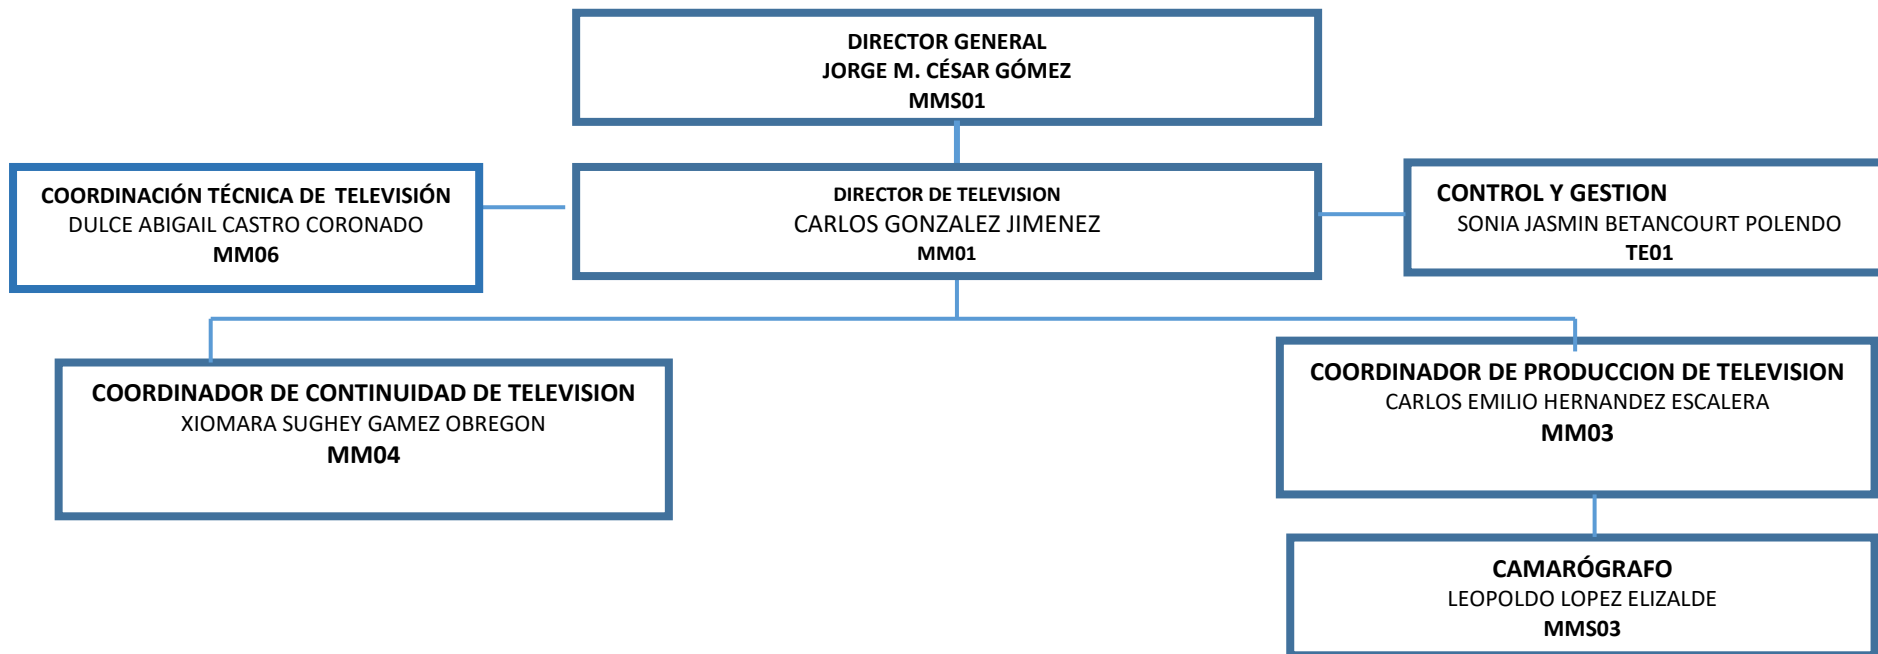 DIRECTOR GENERAL
JORGE M. CÉSAR GÓMEZ
MMS01
COORDINACIÓN TÉCNICA DE TELEVISIÓN
DULCE ABIGAIL CASTRO CORONADO
MM06
DIRECTOR DE TELEVISION
CARLOS GONZALEZ JIMENEZ
MM01
CONTROL Y GESTION
SONIA JASMIN BETANCOURT POLENDO
TE01
COORDINADOR DE CONTINUIDAD DE TELEVISION
XIOMARA SUGHEY GAMEZ OBREGON
MM04
COORDINADOR DE PRODUCCION DE TELEVISION
CARLOS EMILIO HERNANDEZ ESCALERA
MM03
CAMARÓGRAFO
LEOPOLDO LOPEZ ELIZALDE
MMS03